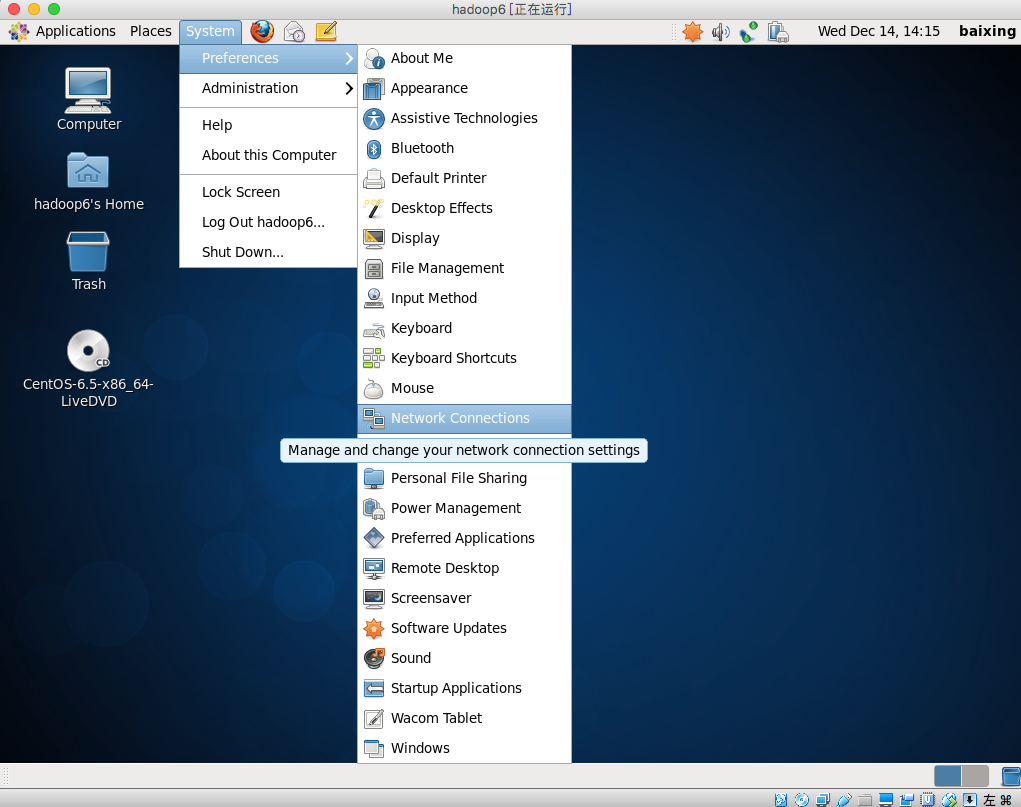 hadoop6 [正在运行]
Applications Places System Wed Dec 14, 14:15 baixing
Preferences
Administration
Help
About this Computer
Lock Screen
Log Out hadoop6...
Shut Down...
About Me
Appearance
Assistive Technologies
Bluetooth
Default Printer
Desktop Effects
Display
File Management
Input Method
Keyboard
Keyboard Shortcuts
Mouse
Network Connections
Manage and change your network connection settings
Personal File Sharing
Power Management
Preferred Applications
Remote Desktop
Screensaver
Software Updates
Sound
Startup Applications
Wacom Tablet
Windows
Computer
hadoop6's Home
Trash
CD
CentOS-6.5-x86_64-
LiveDVD
左 ⌘